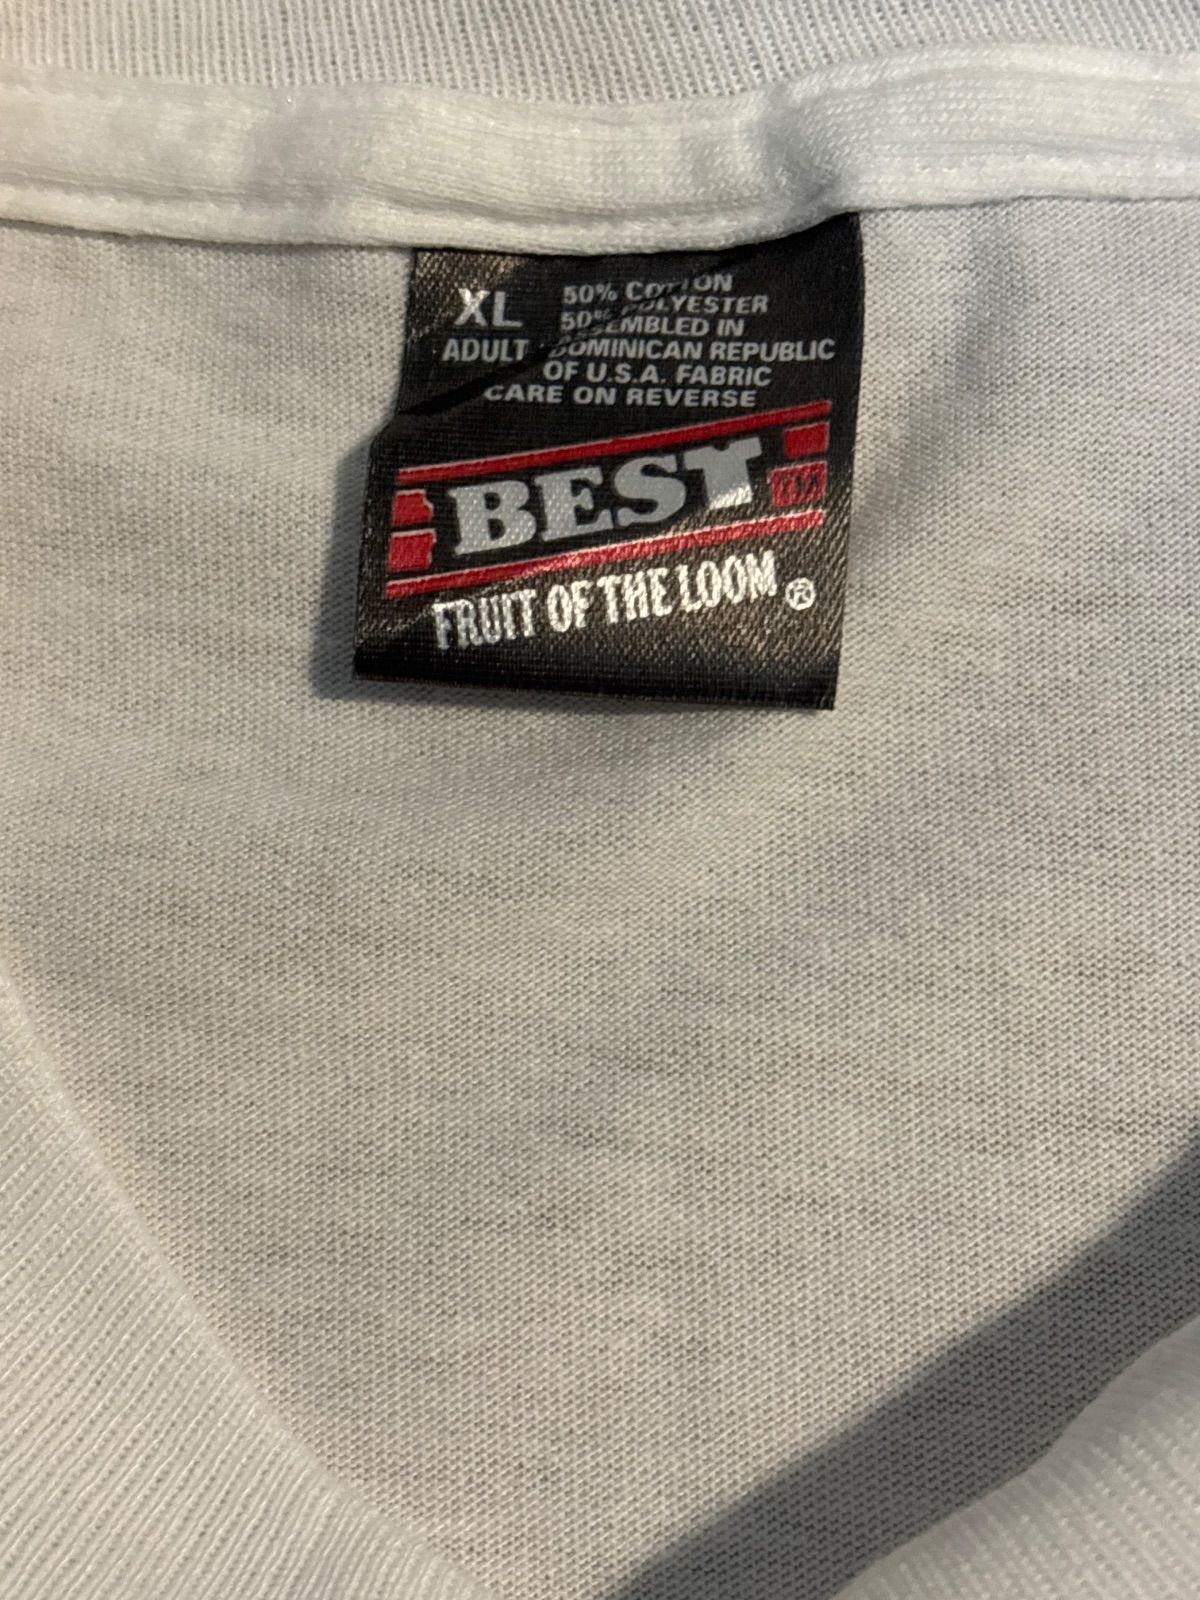 XL
ADULT
50% COTTON
50% POLYESTER
ASSEMBLED IN
DOMINICAN REPUBLIC
OF U.S.A. FABRIC
CARE ON REVERSE
BEST™
FRUIT OF THE LOOM®